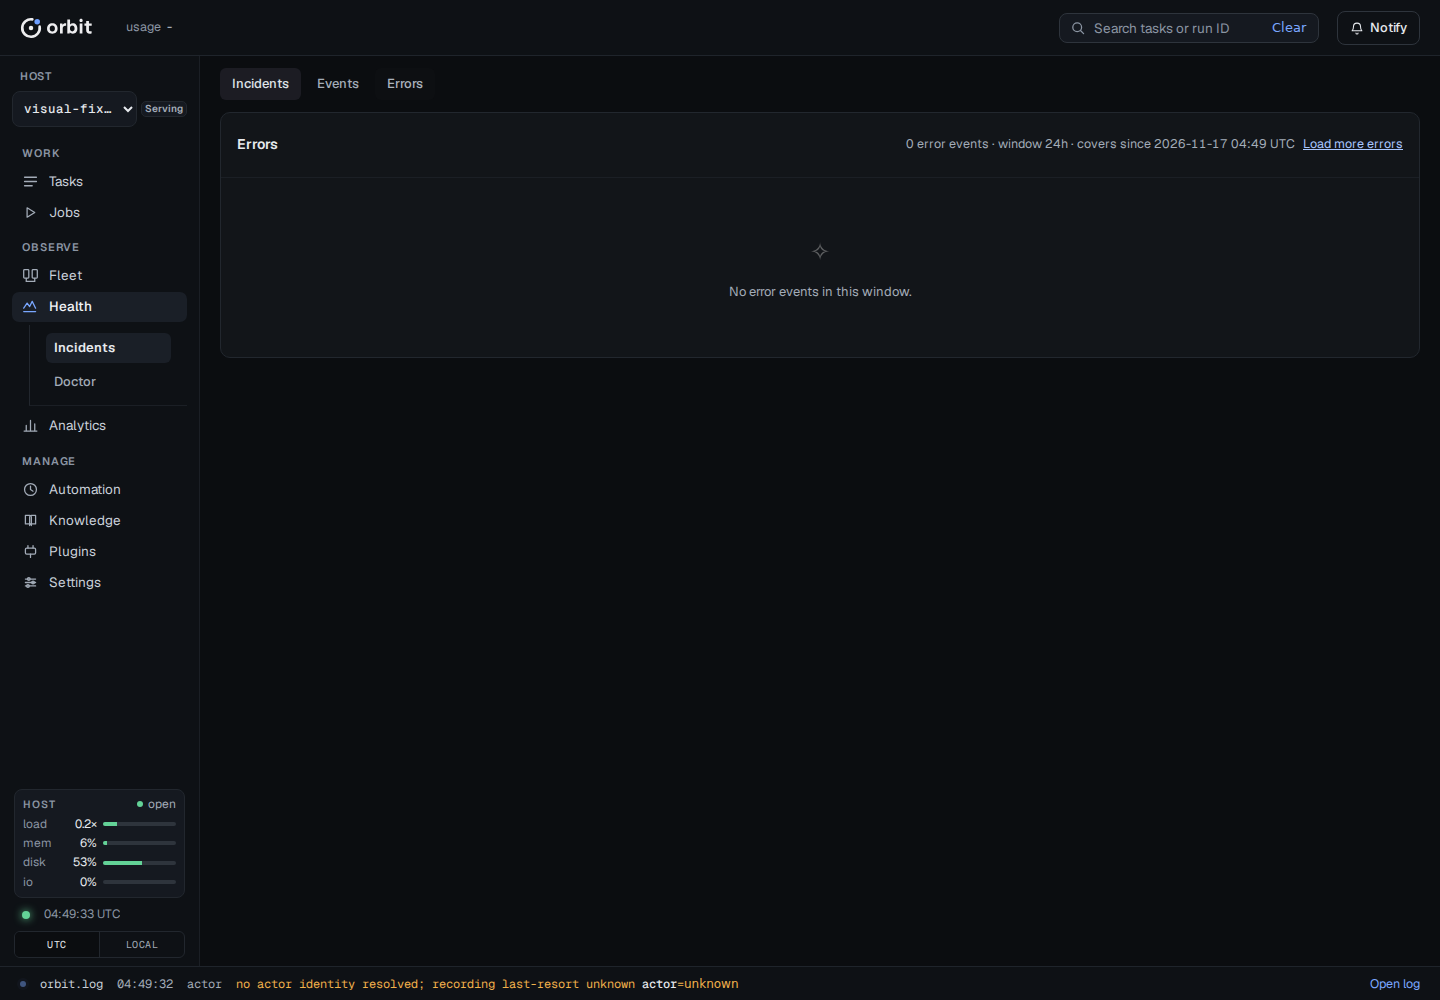 orbit
usage -
Search tasks or run ID
Clear
Notify
HOST
visual-fix…
Serving
WORK
Tasks
Jobs
OBSERVE
Fleet
Health
Incidents
Doctor
Analytics
MANAGE
Automation
Knowledge
Plugins
Settings
HOST
open
load 0.2×
mem 6%
disk 53%
io 0%
04:49:33 UTC
UTC
LOCAL
Incidents
Events
Errors
Errors
0 error events · window 24h · covers since 2026-11-17 04:49 UTC
Load more errors
No error events in this window.
orbit.log 04:49:32 actor no actor identity resolved; recording last-resort unknown actor=unknown
Open log